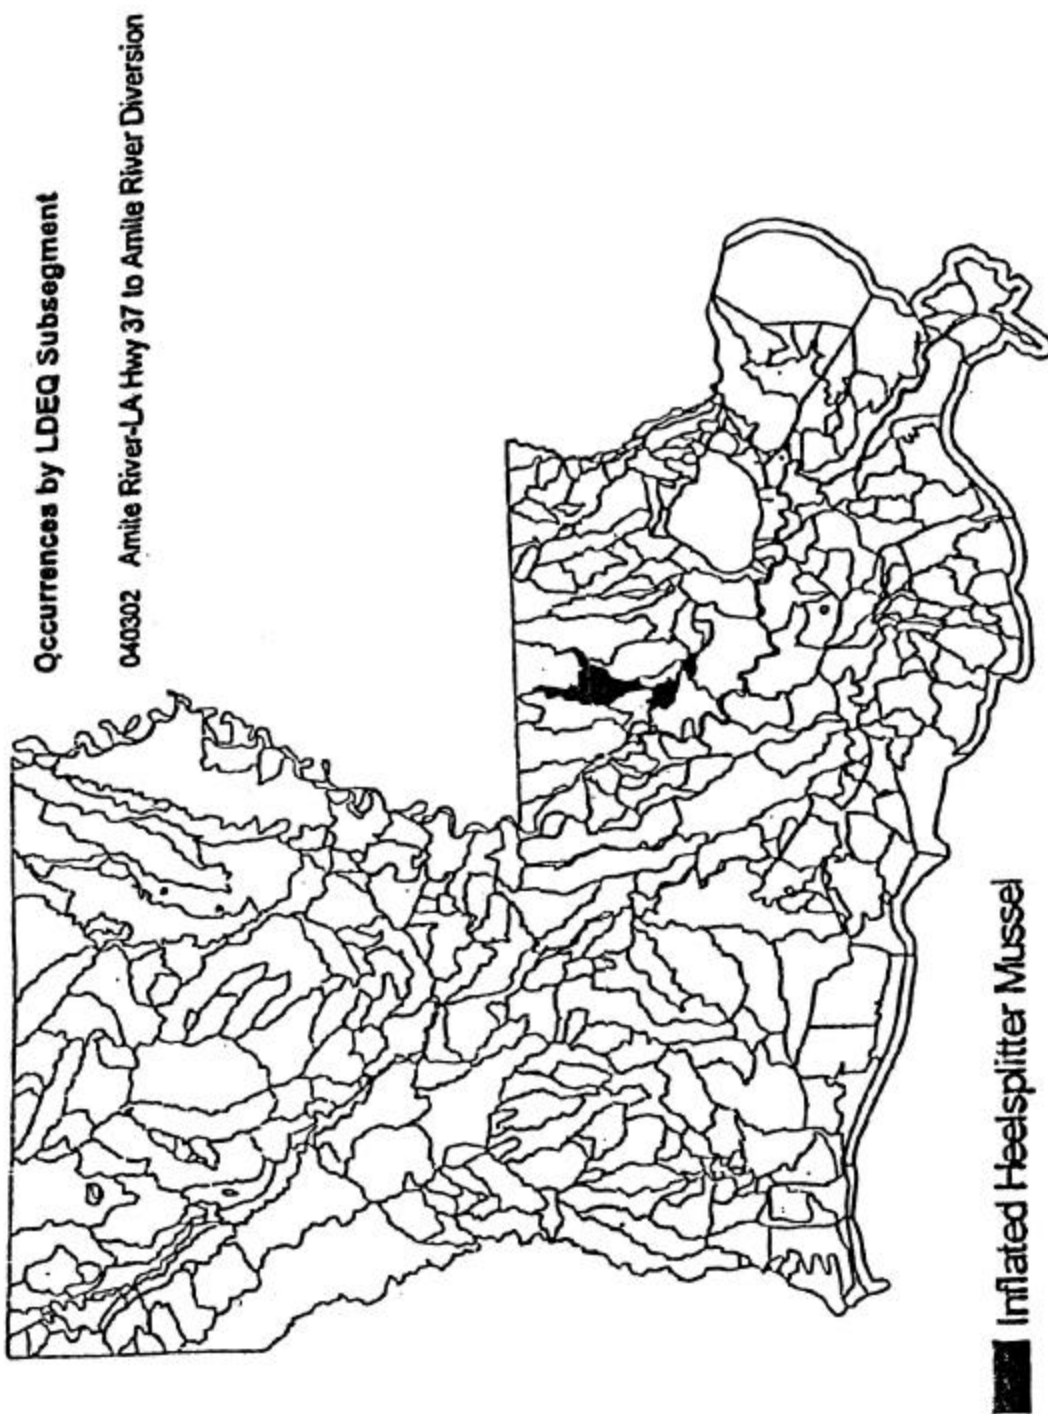 Occurrences by LDEQ Subsegment
040302 Amite River-LA Hwy 37 to Amite River Diversion
Inflated Heelsplitter Mussel